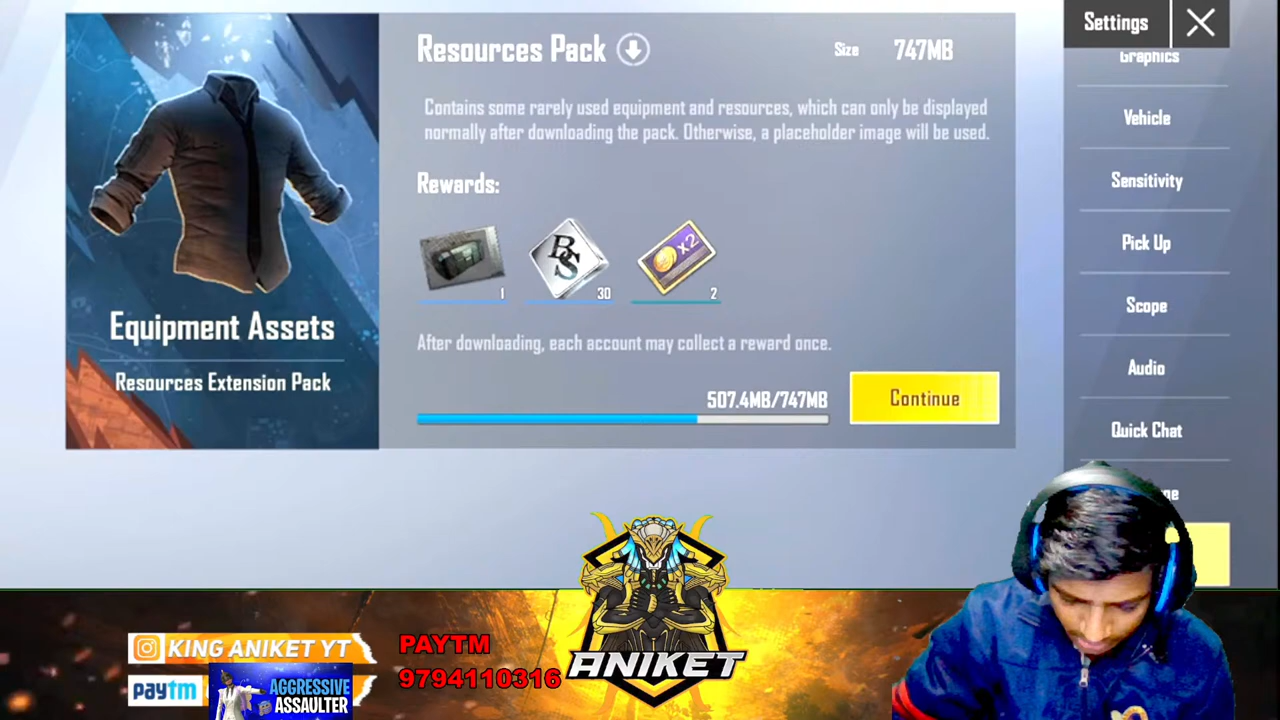 Settings
Resources Pack
Size 747MB
Graphics
Contains some rarely used equipment and resources, which can only be displayed
normally after downloading the pack. Otherwise, a placeholder image will be used.
Vehicle
Sensitivity
Rewards:
Pick Up
BS
x2
1
30
2
Scope
Equipment Assets
After downloading, each account may collect a reward once.
Audio
Resources Extension Pack
507.4MB/747MB
Continue
Quick Chat
KING ANIKET YT
PAYTM
9794110316
paytm
AGGRESSIVE
ASSAULTER
ANIKET